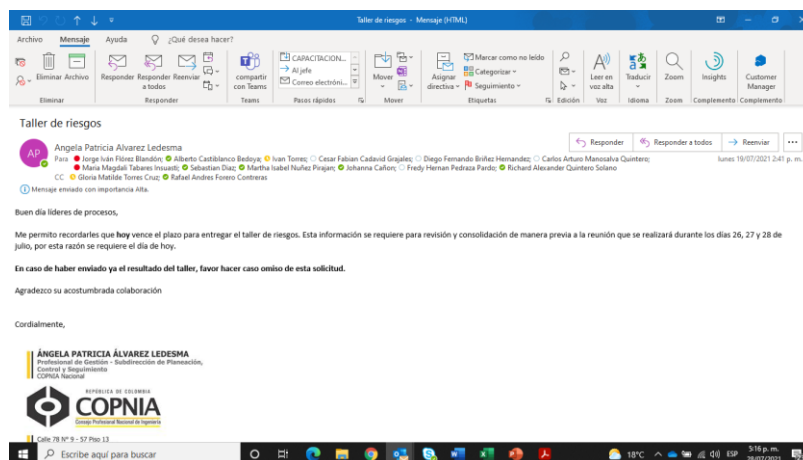 Taller de riesgos - Mensaje (HTML)
Archivo Mensaje Ayuda ¿Qué desea hacer?
Eliminar Archivo
Responder Responder a todos Reenviar
compartir con Teams
CAPACITACION...
Al jefe
Correo electróni...
Mover
Asignar directiva
Marcar como no leído
Categorizar
Seguimiento
Leer en voz alta
Traducir
Zoom
Insights
Customer Manager
Eliminar Responder Teams Pasos rápidos Mover Etiquetas Edición Voz Idioma Zoom Complemento Complemento
Taller de riesgos
AP
Angela Patricia Alvarez Ledesma
Responder Responder a todos Reenviar
Para Jorge Iván Flórez Blandón; Alberto Castiblanco Bedoya; Ivan Torres; Cesar Fabian Cadavid Grajales; Diego Fernando Briñez Hernandez; Carlos Arturo Manosalva Quintero;
lunes 19/07/2021 2:41 p. m.
Maria Magdali Tabares Insuasti; Sebastian Diaz; Martha Isabel Nuñez Pirajan; Johanna Cañon; Fredy Hernan Pedraza Pardo; Richard Alexander Quintero Solano
CC Gloria Matilde Torres Cruz; Rafael Andres Forero Contreras
Mensaje enviado con importancia Alta.
Buen día líderes de procesos,
Me permito recordarles que hoy vence el plazo para entregar el taller de riesgos. Esta información se requiere para revisión y consolidación de manera previa a la reunión que se realizará durante los días 26, 27 y 28 de
julio, por esta razón se requiere el día de hoy.
En caso de haber enviado ya el resultado del taller, favor hacer caso omiso de esta solicitud.
Agradezco su acostumbrada colaboración
Cordialmente,
ÁNGELA PATRICIA ÁLVAREZ LEDESMA
Profesional de Gestión - Subdirección de Planeación,
Control y Seguimiento
COPNIA Nacional
REPÚBLICA DE COLOMBIA
COPNIA
Consejo Profesional Nacional de Ingeniería
Calle 78 Nº 9 - 57 Piso 13
Escribe aquí para buscar
18°C
ESP
5:16 p. m.
28/07/2021